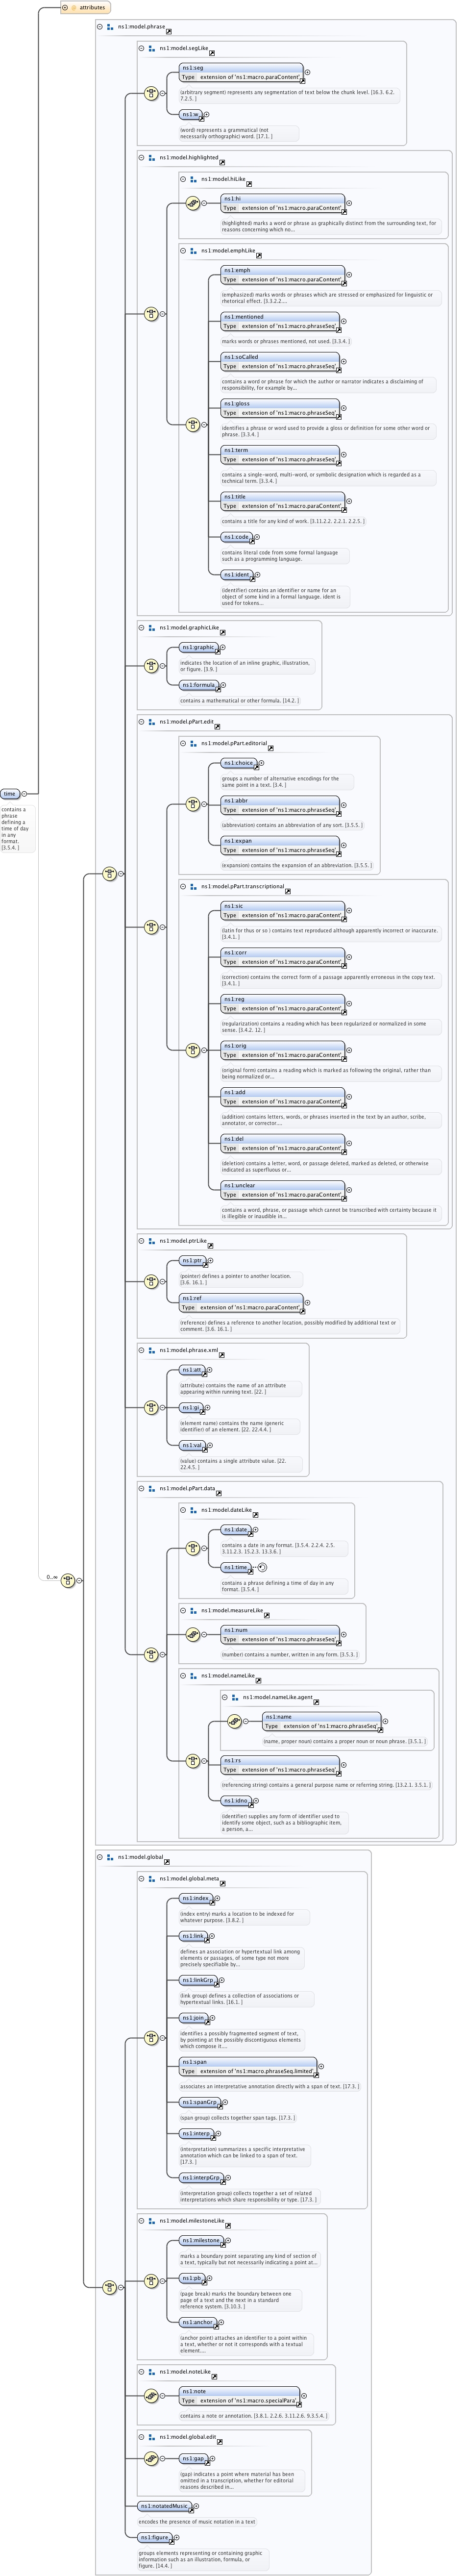 attributes
ns1:model.phrase
ns1:model.segLike
ns1:seg
Type extension of 'ns1:macro.paraContent'
(arbitrary segment) represents any segmentation of text below the chunk level. [16.3. 6.2.
7.2.5. ]
ns1:w
(word) represents a grammatical (not
necessarily orthographic) word. [17.1. ]
ns1:model.highlighted
ns1:model.hiLike
ns1:hi
Type extension of 'ns1:macro.paraContent'
(highlighted) marks a word or phrase as graphically distinct from the surrounding text, for
reasons concerning which no...
ns1:model.emphLike
ns1:emph
Type extension of 'ns1:macro.paraContent'
(emphasized) marks words or phrases which are stressed or emphasized for linguistic or
rhetorical effect. [3.3.2.2....
ns1:mentioned
Type extension of 'ns1:macro.phraseSeq'
marks words or phrases mentioned, not used. [3.3.4. ]
ns1:soCalled
Type extension of 'ns1:macro.phraseSeq'
contains a word or phrase for which the author or narrator indicates a disclaiming of
responsibility, for example by...
ns1:gloss
Type extension of 'ns1:macro.phraseSeq'
identifies a phrase or word used to provide a gloss or definition for some other word or
phrase. [3.3.4. ]
ns1:term
Type extension of 'ns1:macro.phraseSeq'
contains a single-word, multi-word, or symbolic designation which is regarded as a
technical term. [3.3.4. ]
ns1:title
Type extension of 'ns1:macro.paraContent'
contains a title for any kind of work. [3.11.2.2. 2.2.1. 2.2.5. ]
ns1:code
contains literal code from some formal language
such as a programming language.
ns1:ident
(identifier) contains an identifier or name for an
object of some kind in a formal language. ident is
used for tokens...
ns1:model.graphicLike
ns1:graphic
indicates the location of an inline graphic, illustration,
or figure. [3.9. ]
ns1:formula
contains a mathematical or other formula. [14.2. ]
ns1:model.pPart.edit
ns1:model.pPart.editorial
ns1:choice
groups a number of alternative encodings for the
same point in a text. [3.4. ]
ns1:abbr
Type extension of 'ns1:macro.phraseSeq'
(abbreviation) contains an abbreviation of any sort. [3.5.5. ]
ns1:expan
Type extension of 'ns1:macro.phraseSeq'
(expansion) contains the expansion of an abbreviation. [3.5.5. ]
time
contains a
phrase
defining a
time of day
in any
format.
[3.5.4. ]
ns1:model.pPart.transcriptional
ns1:sic
Type extension of 'ns1:macro.paraContent'
(latin for thus or so ) contains text reproduced although apparently incorrect or inaccurate.
[3.4.1. ]
ns1:corr
Type extension of 'ns1:macro.paraContent'
(correction) contains the correct form of a passage apparently erroneous in the copy text.
[3.4.1. ]
ns1:reg
Type extension of 'ns1:macro.paraContent'
(regularization) contains a reading which has been regularized or normalized in some
sense. [3.4.2. 12. ]
ns1:orig
Type extension of 'ns1:macro.paraContent'
(original form) contains a reading which is marked as following the original, rather than
being normalized or...
ns1:add
Type extension of 'ns1:macro.paraContent'
(addition) contains letters, words, or phrases inserted in the text by an author, scribe,
annotator, or corrector....
ns1:del
Type extension of 'ns1:macro.paraContent'
(deletion) contains a letter, word, or passage deleted, marked as deleted, or otherwise
indicated as superfluous or...
ns1:unclear
Type extension of 'ns1:macro.paraContent'
contains a word, phrase, or passage which cannot be transcribed with certainty because it
is illegible or inaudible in...
ns1:model.ptrLike
ns1:ptr
(pointer) defines a pointer to another location.
[3.6. 16.1. ]
ns1:ref
Type extension of 'ns1:macro.paraContent'
(reference) defines a reference to another location, possibly modified by additional text or
comment. [3.6. 16.1. ]
ns1:model.phrase.xml
ns1:att
(attribute) contains the name of an attribute
appearing within running text. [22. ]
ns1:gi
(element name) contains the name (generic
identifier) of an element. [22. 22.4.4. ]
ns1:val
(value) contains a single attribute value. [22.
22.4.5. ]
ns1:model.pPart.data
ns1:model.dateLike
ns1:date
contains a date in any format. [3.5.4. 2.2.4. 2.5.
3.11.2.3. 15.2.3. 13.3.6. ]
ns1:time
contains a phrase defining a time of day in any
format. [3.5.4. ]
0..∞
ns1:model.measureLike
ns1:num
Type extension of 'ns1:macro.phraseSeq'
(number) contains a number, written in any form. [3.5.3. ]
ns1:model.nameLike
ns1:model.nameLike.agent
ns1:name
Type extension of 'ns1:macro.phraseSeq'
(name, proper noun) contains a proper noun or noun phrase. [3.5.1. ]
ns1:rs
Type extension of 'ns1:macro.phraseSeq'
(referencing string) contains a general purpose name or referring string. [13.2.1. 3.5.1. ]
ns1:idno
(identifier) supplies any form of identifier used to
identify some object, such as a bibliographic item,
a person, a...
ns1:model.global
ns1:model.global.meta
ns1:index
(index entry) marks a location to be indexed for
whatever purpose. [3.8.2. ]
ns1:link
defines an association or hypertextual link among
elements or passages, of some type not more
precisely specifiable by...
ns1:linkGrp
(link group) defines a collection of associations or
hypertextual links. [16.1. ]
ns1:join
identifies a possibly fragmented segment of text,
by pointing at the possibly discontiguous elements
which compose it....
ns1:span
Type extension of 'ns1:macro.phraseSeq.limited'
associates an interpretative annotation directly with a span of text. [17.3. ]
ns1:spanGrp
(span group) collects together span tags. [17.3. ]
ns1:interp
(interpretation) summarizes a specific interpretative
annotation which can be linked to a span of text.
[17.3. ]
ns1:interpGrp
(interpretation group) collects together a set of related
interpretations which share responsibility or type. [17.3. ]
ns1:model.milestoneLike
ns1:milestone
marks a boundary point separating any kind of section
of a text, typically but not necessarily indicating a point at...
ns1:pb
(page break) marks the boundary between one
page of a text and the next in a standard
reference system. [3.10.3. ]
ns1:anchor
(anchor point) attaches an identifier to a point within
a text, whether or not it corresponds with a textual
element....
ns1:model.noteLike
ns1:note
Type extension of 'ns1:macro.specialPara'
contains a note or annotation. [3.8.1. 2.2.6. 3.11.2.6. 9.3.5.4. ]
ns1:model.global.edit
ns1:gap
(gap) indicates a point where material has been
omitted in a transcription, whether for editorial
reasons described in...
ns1:notatedMusic
encodes the presence of music notation in a text
ns1:figure
groups elements representing or containing graphic
information such as an illustration, formula, or
figure. [14.4. ]